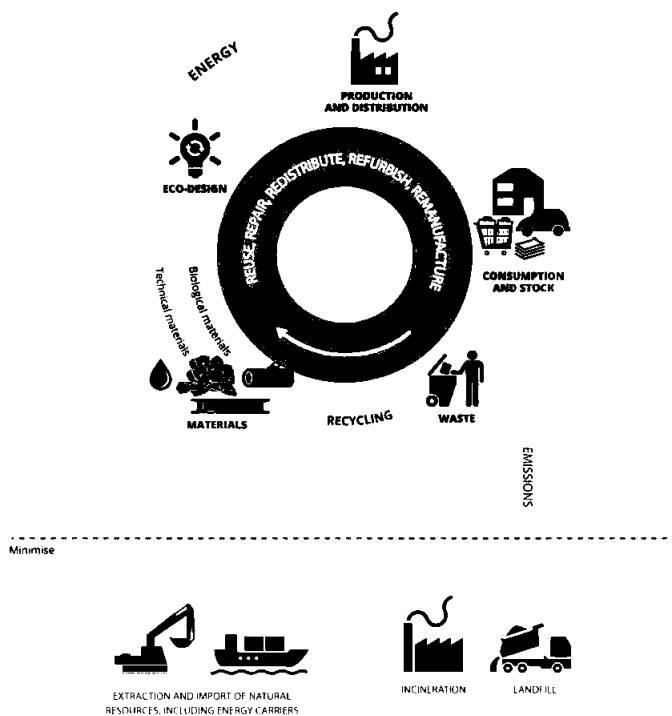 ENERGY
PRODUCTION
AND DISTRIBUTION
ECO-DESIGN
REUSE, REPAIR, REDISTRIBUTE, REFURBISH, REMANUFACTURE
CONSUMPTION
AND STOCK
Technical materials
Biological materials
MATERIALS
RECYCLING
WASTE
EMISSIONS
Minimise
EXTRACTION AND IMPORT OF NATURAL
RESOURCES, INCLUDING ENERGY CARRIERS
INCINERATION
LANDFILL